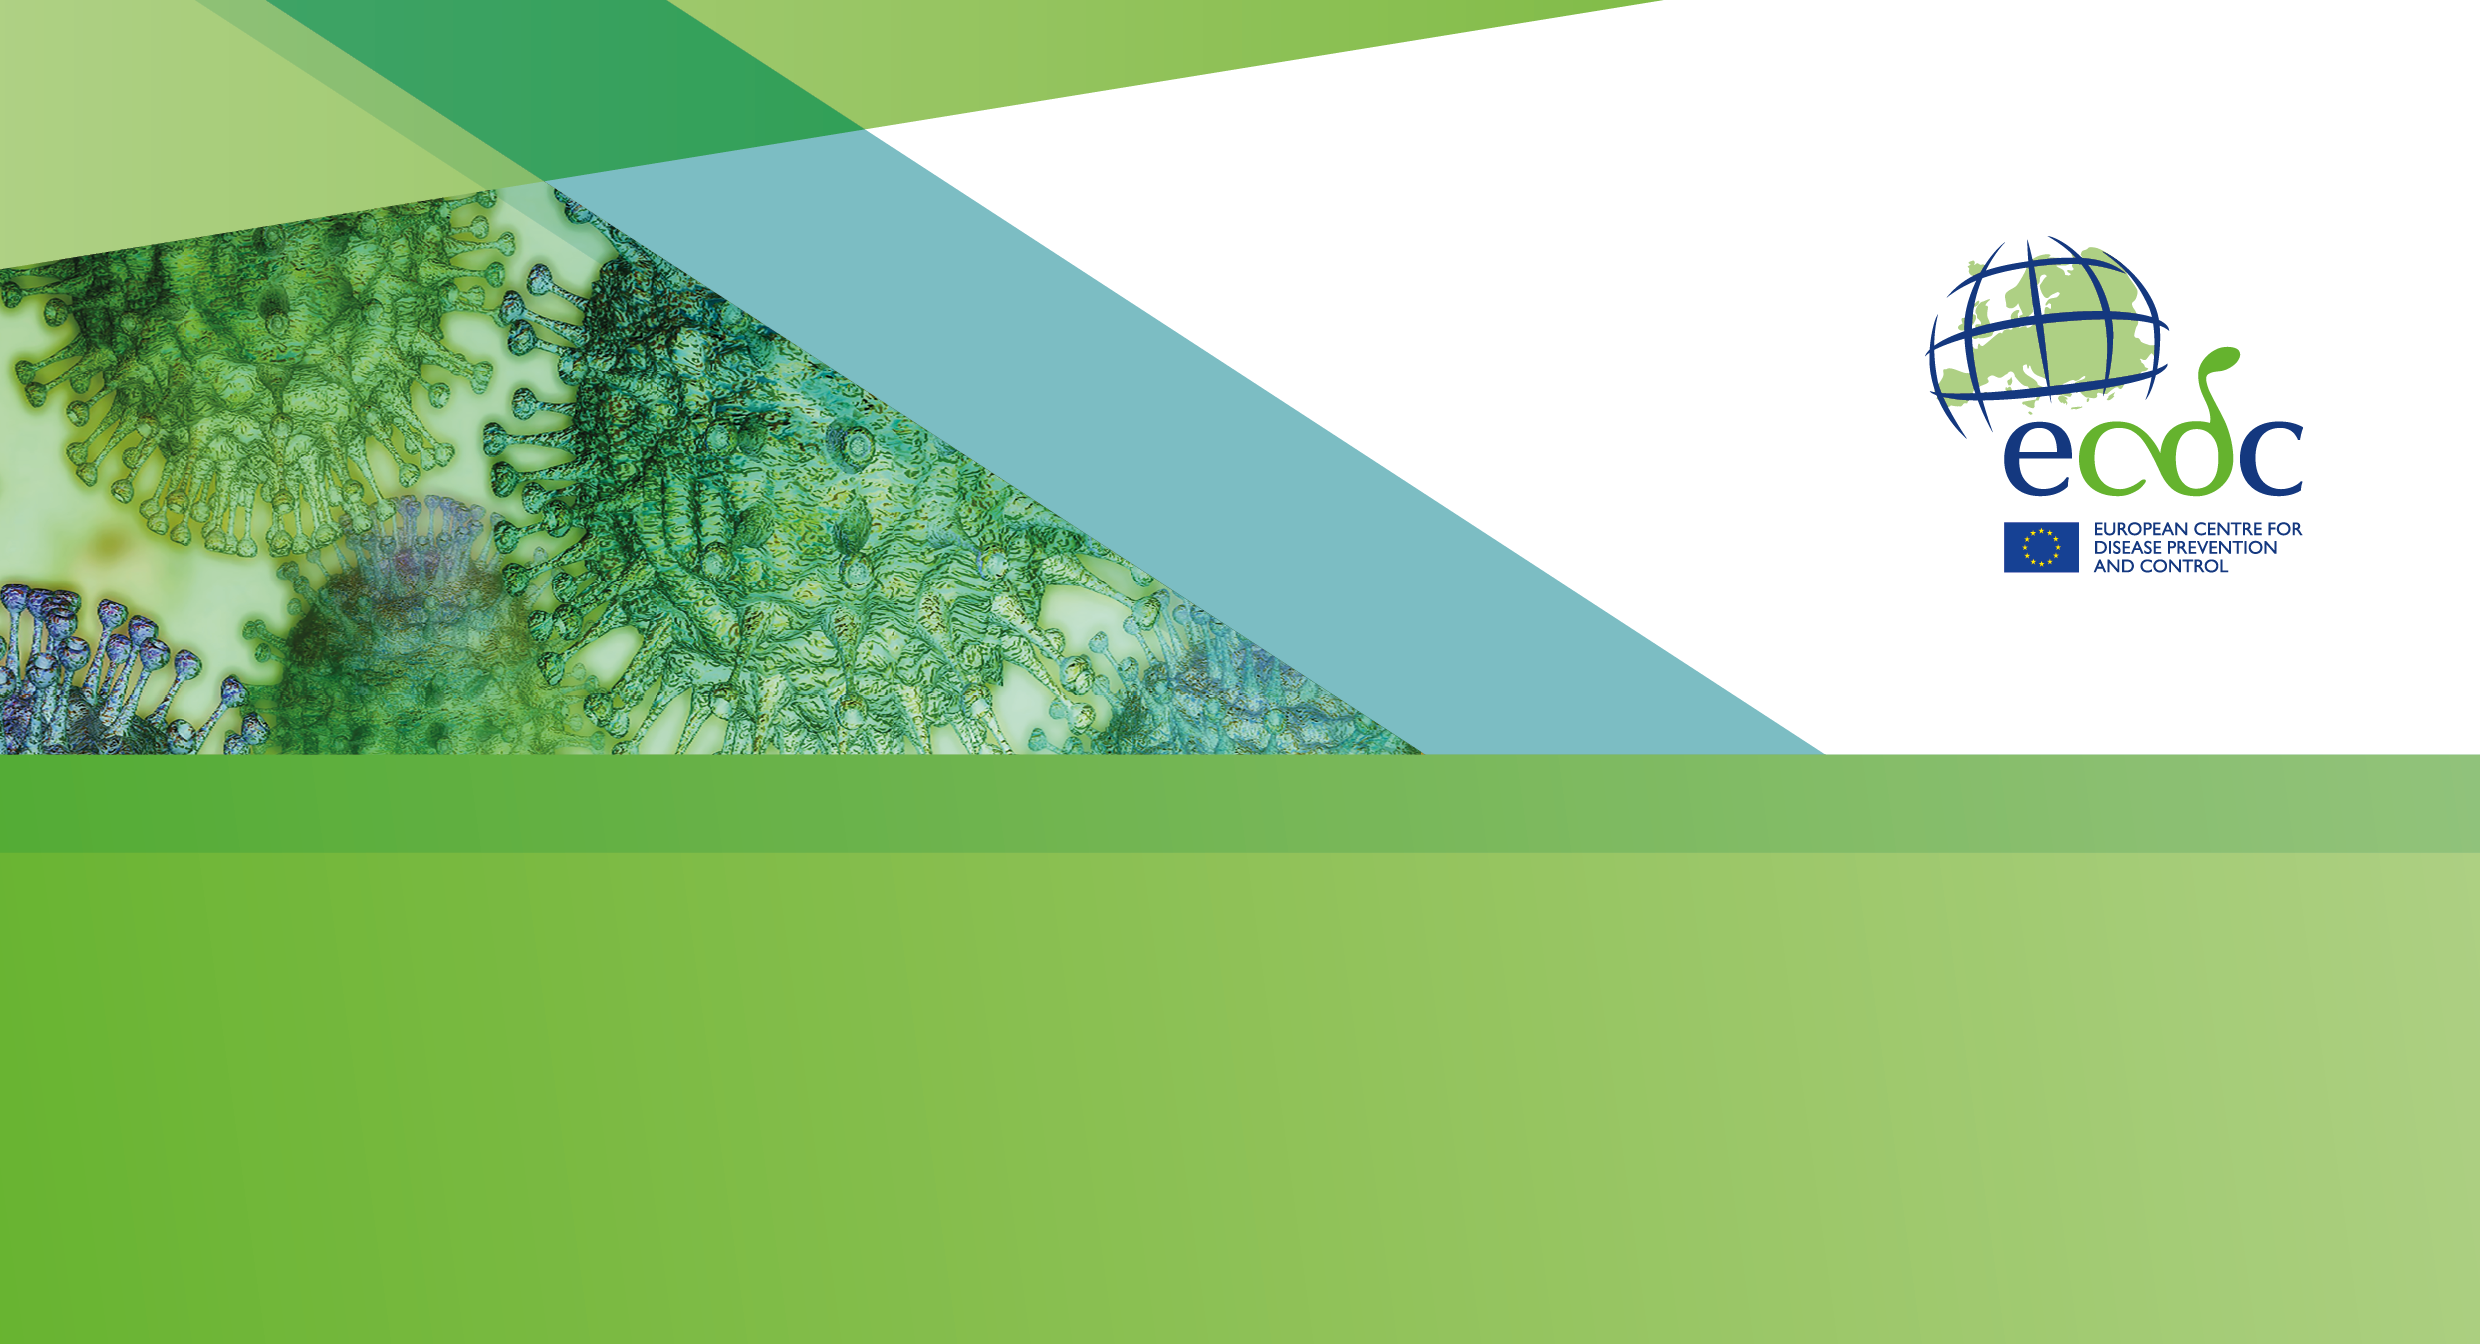 ecdc
EUROPEAN CENTRE FOR
DISEASE PREVENTION
AND CONTROL